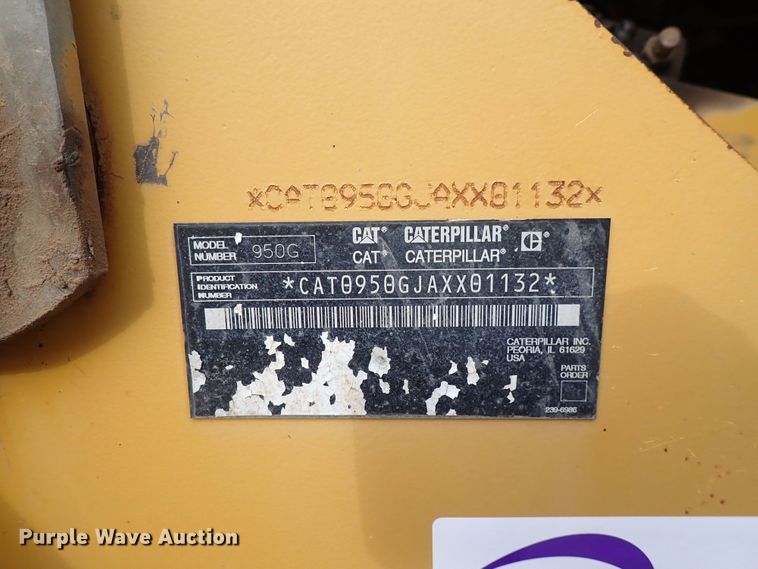 *CAT0950GJAXX01132*
MODEL NUMBER 950G
CAT® CATERPILLAR®
CAT® CATERPILLAR®
PRODUCT IDENTIFICATION NUMBER *CAT0950GJAXX01132*
CATERPILLAR INC.
PEORIA, IL 61629
USA
PARTS ORDER
239-6986
Purple Wave Auction